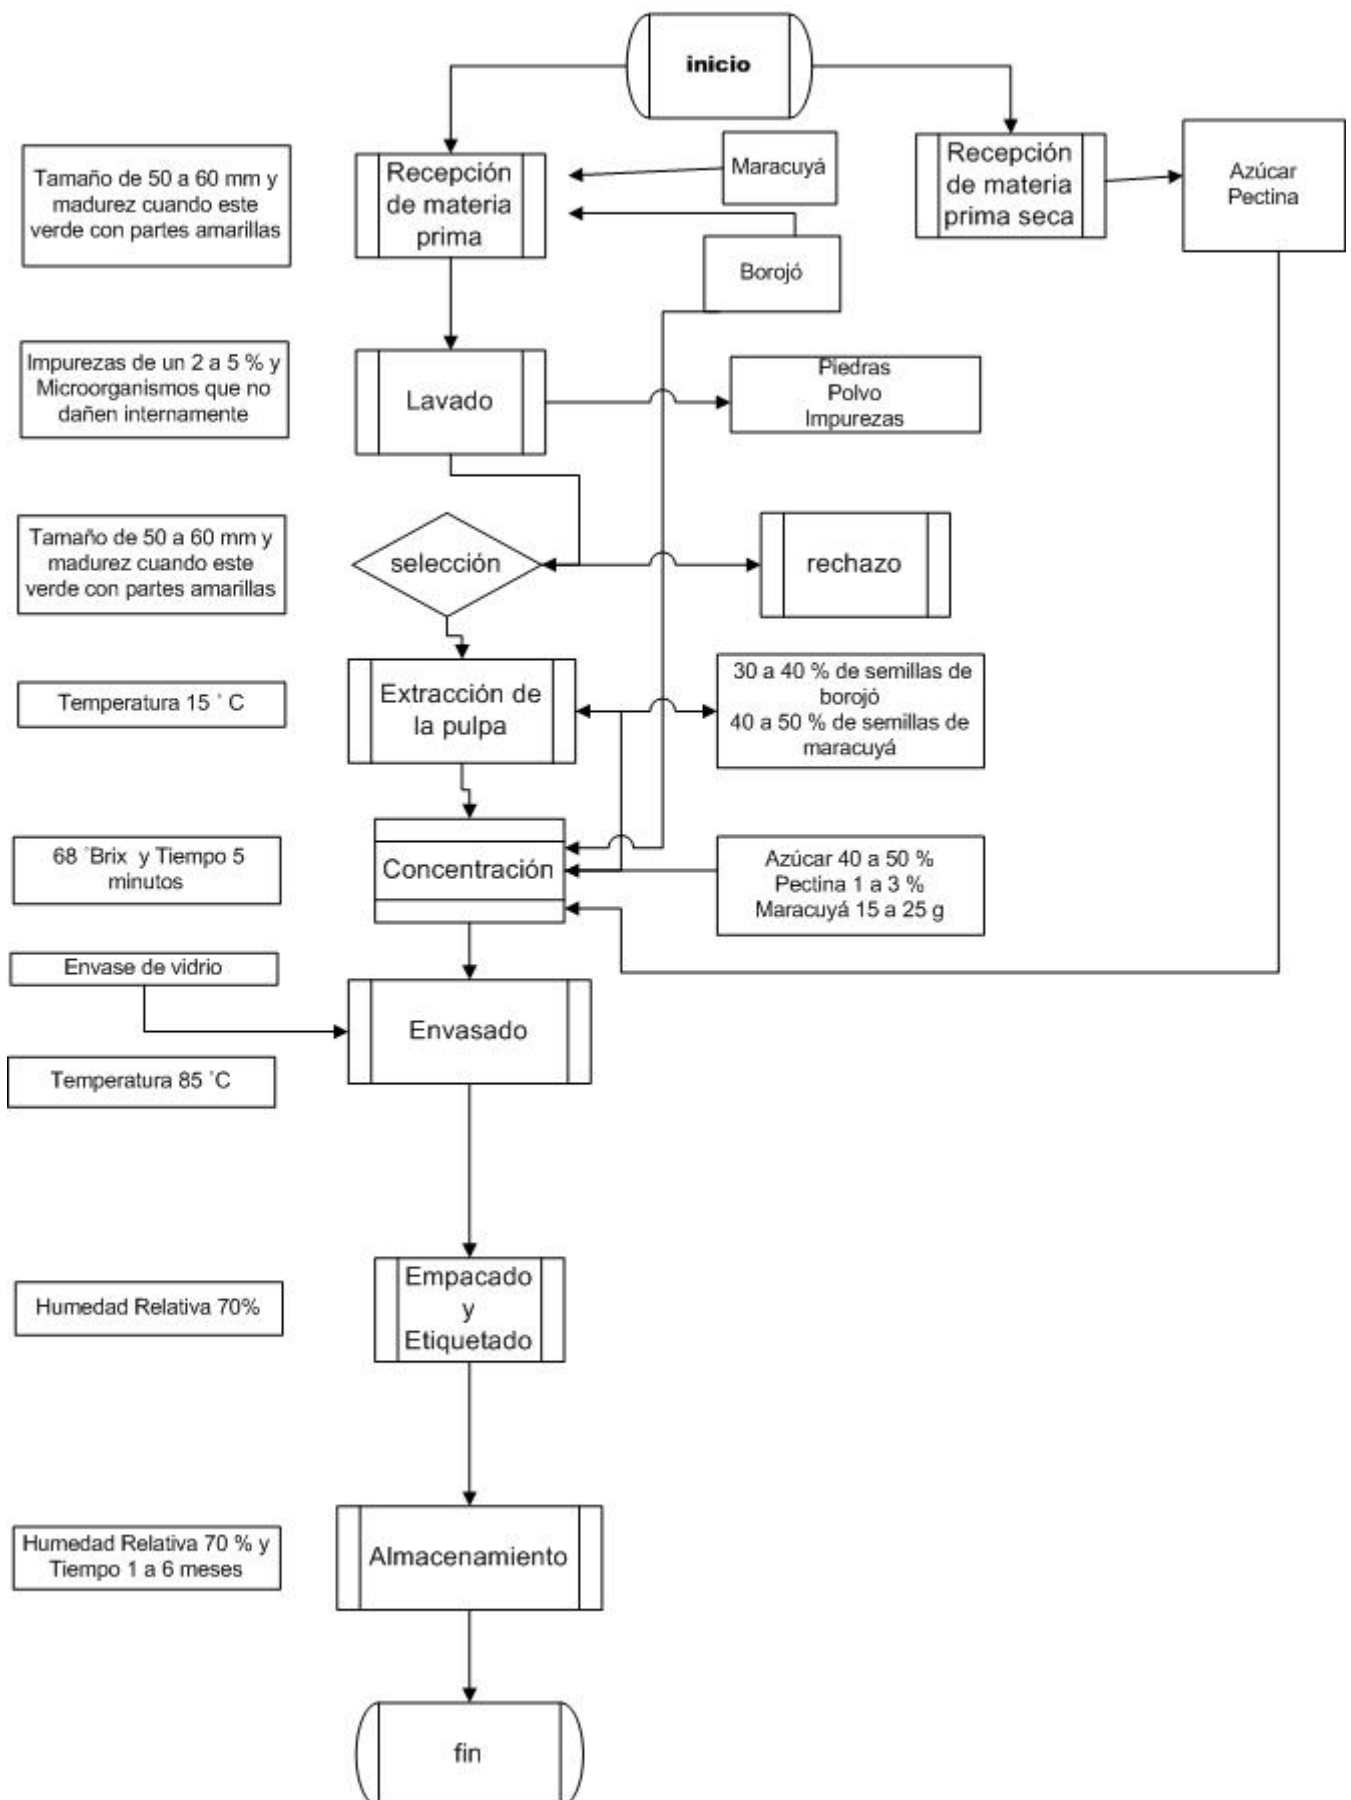 inicio
Maracuyá
Recepción
de materia
prima seca
Azúcar
Pectina
Tamaño de 50 a 60 mm y
madurez cuando este
verde con partes amarillas
Recepción
de materia
prima
Borojó
Impurezas de un 2 a 5 % y
Microorganismos que no
dañen internamente
Lavado
Piedras
Polvo
Impurezas
Tamaño de 50 a 60 mm y
madurez cuando este
verde con partes amarillas
selección
rechazo
Temperatura 15 ˚ C
Extracción de
la pulpa
30 a 40 % de semillas de
borojó
40 a 50 % de semillas de
maracuyá
68 ˚Brix y Tiempo 5
minutos
Concentración
Azúcar 40 a 50 %
Pectina 1 a 3 %
Maracuyá 15 a 25 g
Envase de vidrio
Envasado
Temperatura 85 ˚C
Humedad Relativa 70%
Empacado
y
Etiquetado
Humedad Relativa 70 % y
Tiempo 1 a 6 meses
Almacenamiento
fin